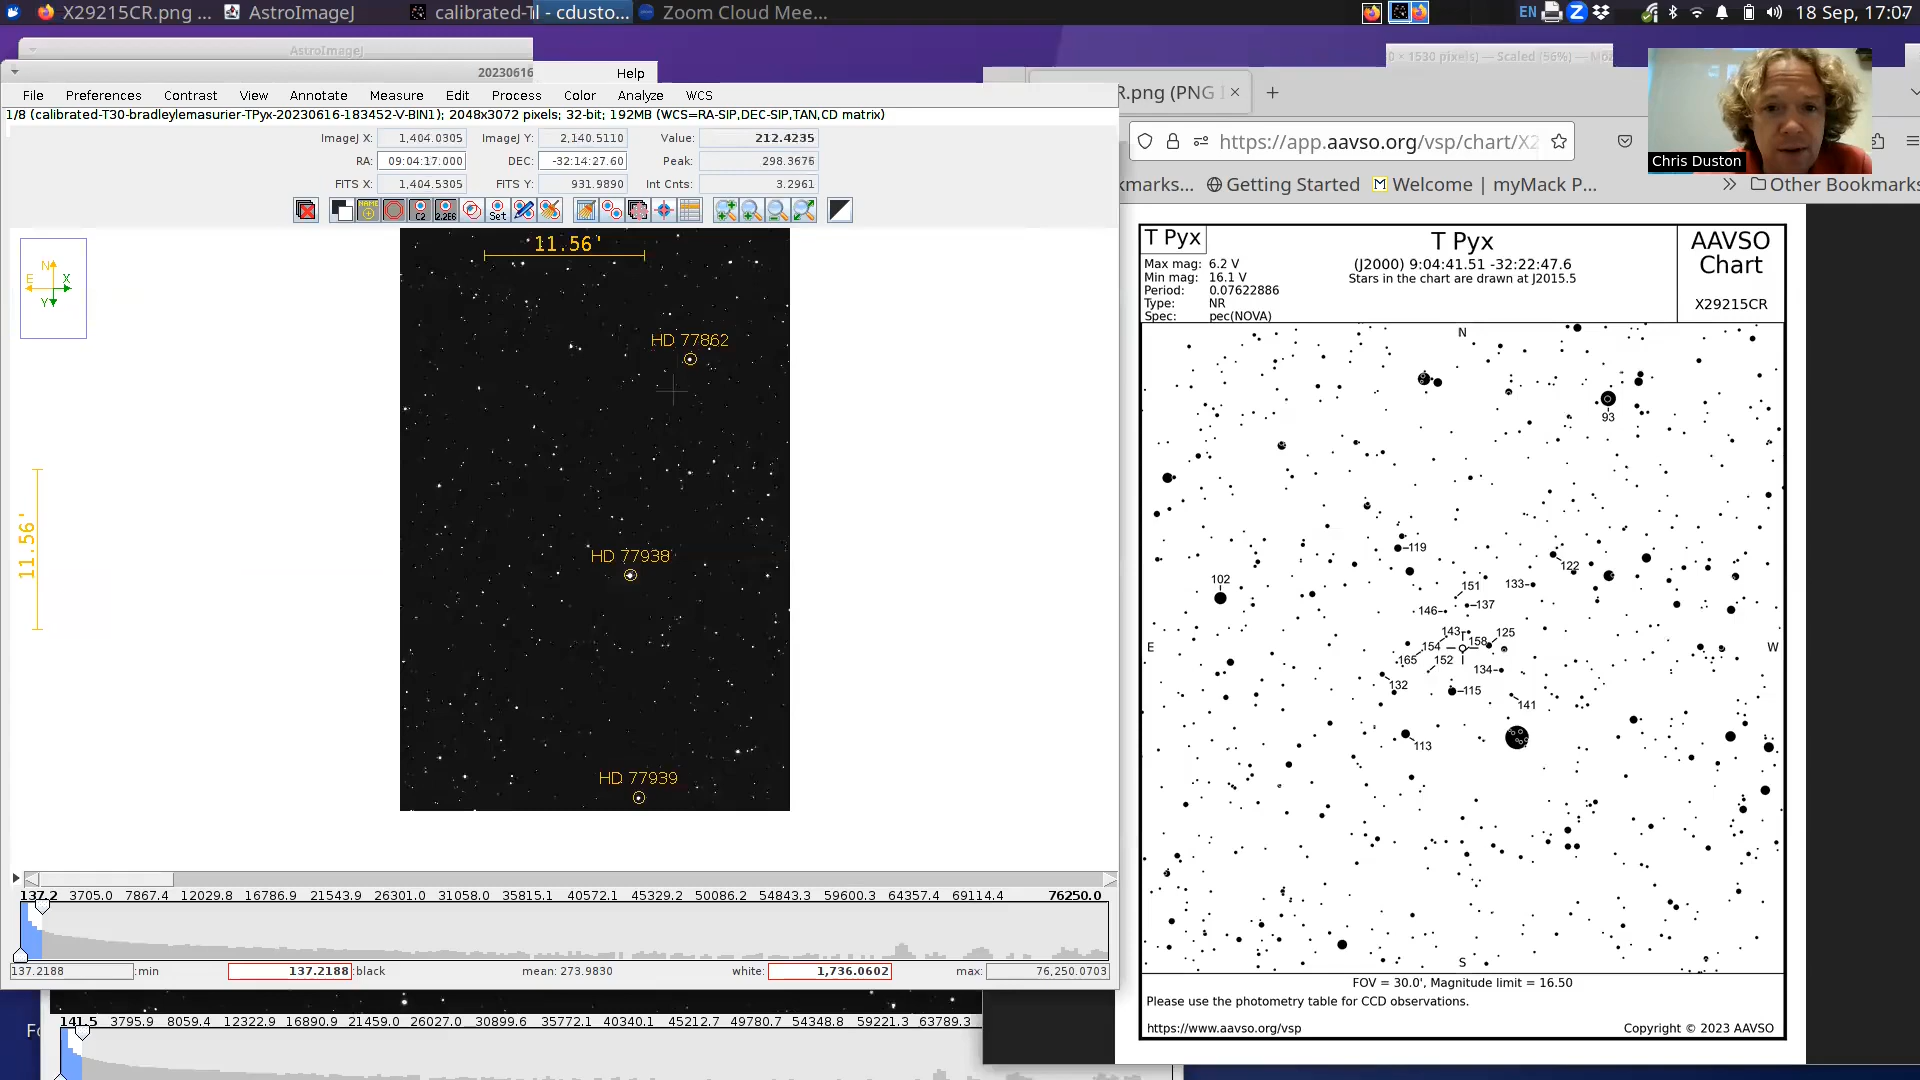 X29215CR.png ... AstroImageJ calibrated-T - cdusto... Zoom Cloud Mee... EN 18 Sep, 17:07
AstroImageJ
20230616 Help
File Preferences Contrast View Annotate Measure Edit Process Color Analyze WCS
1/8 (calibrated-T30-bradleylemasurier-TPyx-20230616-183452-V-BIN1); 2048x3072 pixels; 32-bit; 192MB (WCS=RA-SIP,DEC-SIP,TAN,CD matrix)
ImageJ X: 1,404.0305 ImageJ Y: 2,140.5110 Value: 212.4235
RA: 09:04:17.000 DEC: -32:14:27.60 Peak: 298.3676
FITS X: 1,404.5305 FITS Y: 931.9890 Int Cnts: 3.2961
NAME C2 2.2E6 Set
N
E X
Y
11.56'
HD 77862
11.56'
HD 77938
HD 77939
137.2 3705.0 7867.4 12029.8 16786.9 21543.9 26301.0 31058.0 35815.1 40572.1 45329.2 50086.2 54843.3 59600.3 64357.4 69114.4 76250.0
137.2188 :min 137.2188 :black mean: 273.9830 white: 1,736.0602 max: 76,250.0703
141.5 3795.9 8059.4 12322.9 16890.9 21459.0 26027.0 30899.6 35772.1 40340.1 45212.7 49780.7 54348.8 59221.3 63789.3
Fo
0 × 1530 pixels) — Scaled (56%) — Moz
R.png (PNG I
https://app.aavso.org/vsp/chart/X2
Chris Duston
kmarks... Getting Started Welcome | myMack P... Other Bookmarks
T Pyx
Max mag: 6.2 V
Min mag: 16.1 V
Period: 0.07622886
Type: NR
Spec: pec(NOVA)
T Pyx
(J2000) 9:04:41.51 -32:22:47.6
Stars in the chart are drawn at J2015.5
AAVSO
Chart
X29215CR
N
93
119
122
102
151
133
146
137
143
125
E
154
158
W
165
152
134
132
115
141
113
S
FOV = 30.0', Magnitude limit = 16.50
Please use the photometry table for CCD observations.
https://www.aavso.org/vsp Copyright © 2023 AAVSO